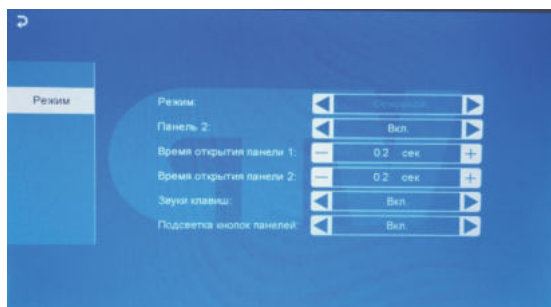 Режим
Режим:
Панель 2: Вкл.
Время открытия панели 1: 02 сек
Время открытия панели 2: 02 сек
Звуки клавиш: Вкл.
Подсветка кнопок панелей: Вкл.